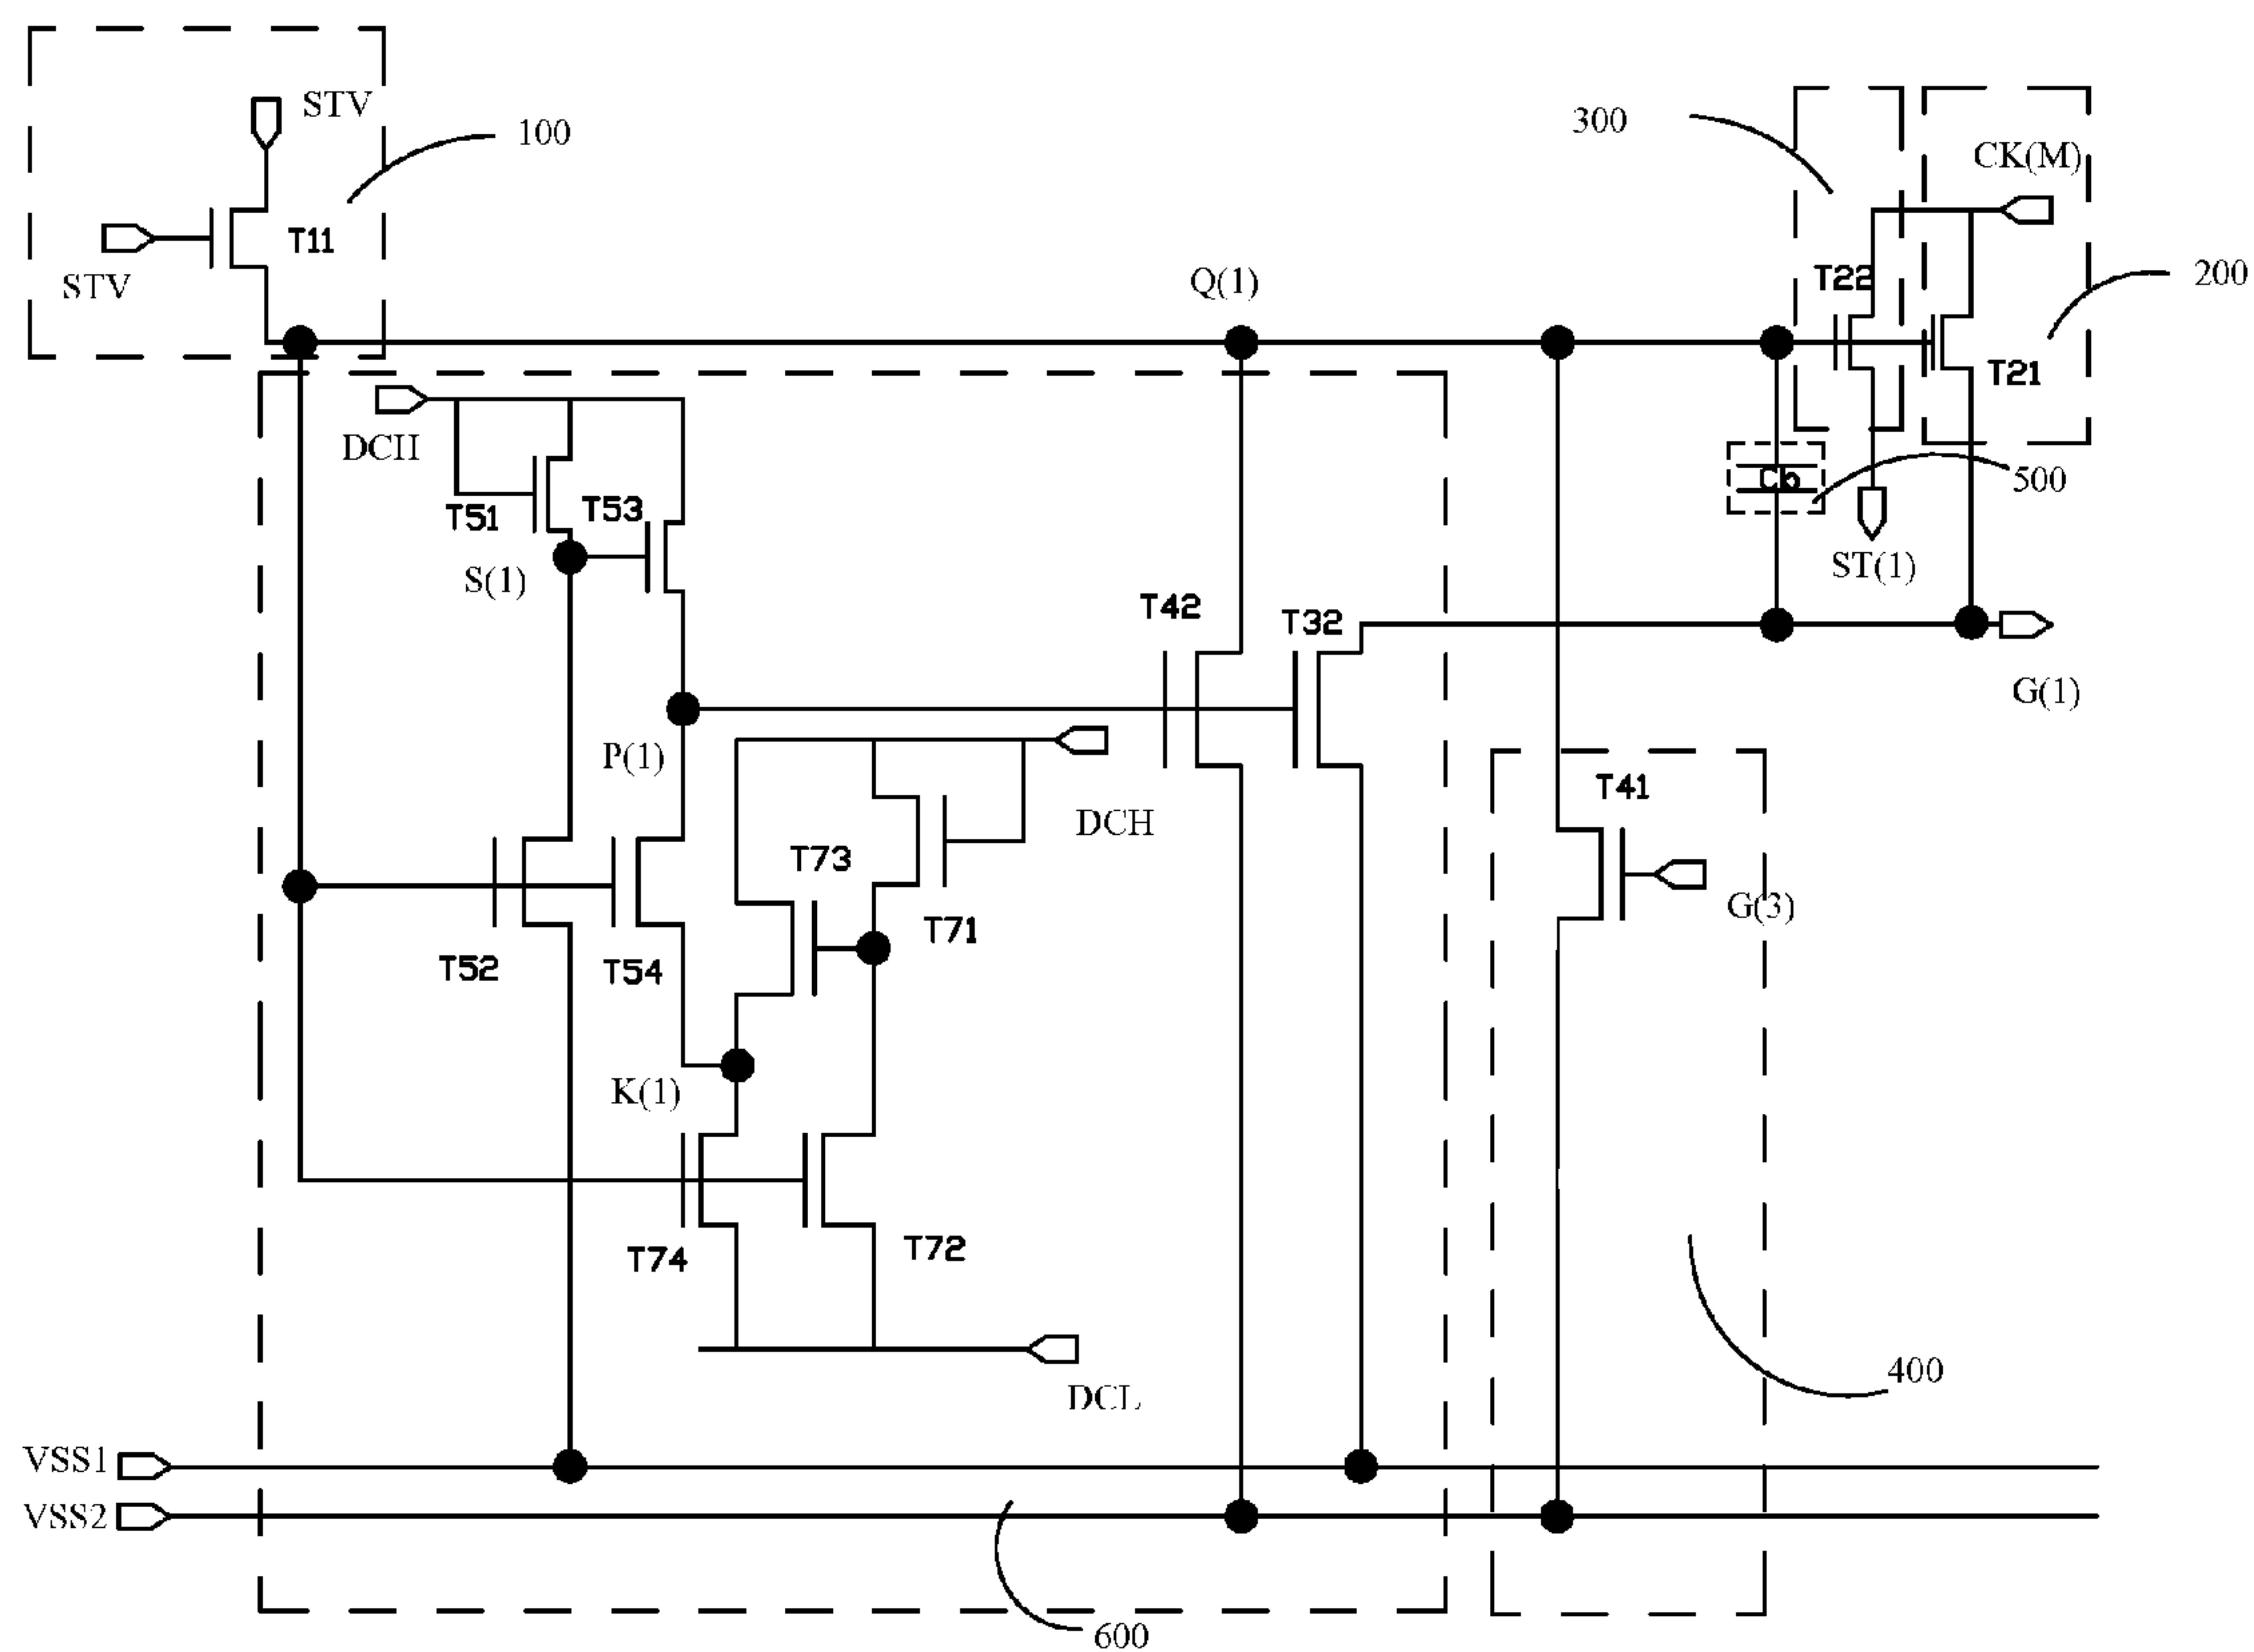 STV
100
300
CK(M)
T11
STV
Q(1)
T22
200
T21
DCH
T51
T53
Cb
500
S(1)
ST(1)
T42
T32
G(1)
P(1)
T41
DCH
T73
G(3)
T71
T52
T54
K(1)
T74
T72
400
DCL
VSS1
VSS2
600